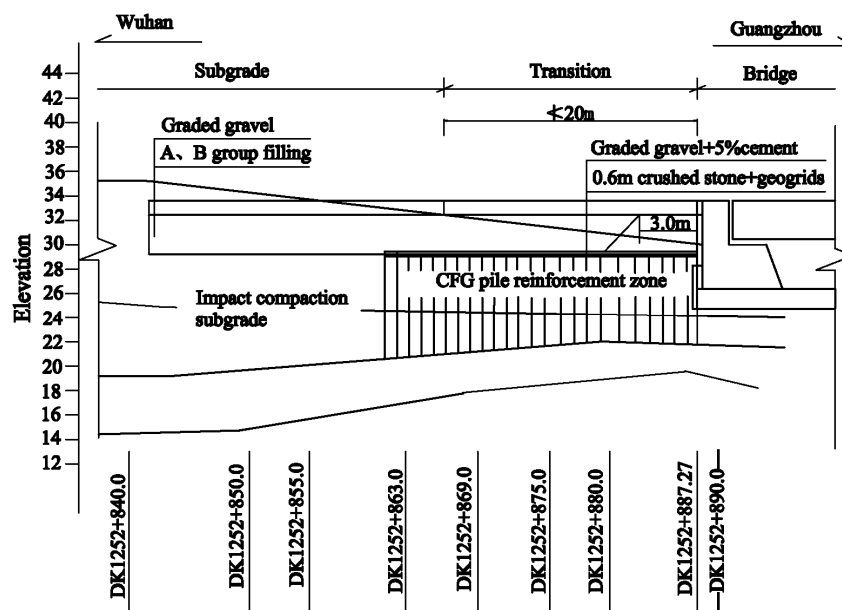 Wuhan
Guangzhou
Subgrade
Transition
Bridge
≮20m
Graded gravel
A、B group filling
Graded gravel+5%cement
0.6m crushed stone+geogrids
3.0m
CFG pile reinforcement zone
Impact compaction
subgrade
Elevation
44
42
40
38
36
34
32
30
28
26
24
22
20
18
16
14
12
DK1252+840.0
DK1252+850.0
DK1252+855.0
DK1252+863.0
DK1252+869.0
DK1252+875.0
DK1252+880.0
DK1252+887.27
DK1252+890.0